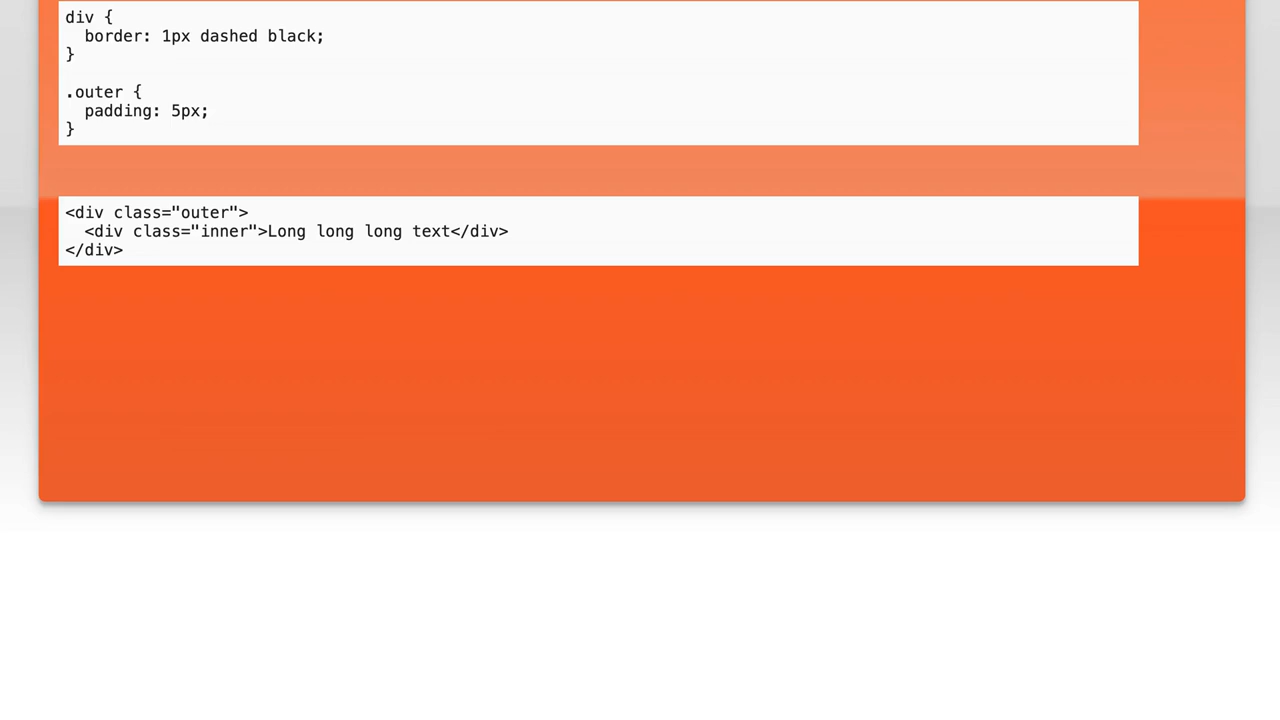 div {
  border: 1px dashed black;
}

.outer {
  padding: 5px;
}

<div class="outer">
  <div class="inner">Long long long text</div>
</div>